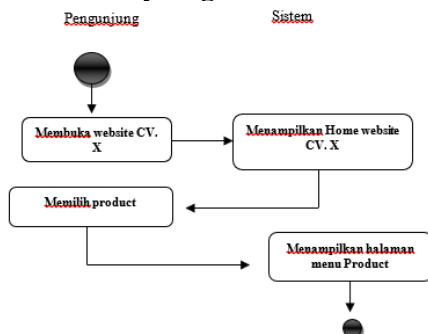 Pengunjung
Sistem
Membuka website CV.
X
Menampilkan Home website
CV. X
Memilih product
Menampilkan halaman
menu Product